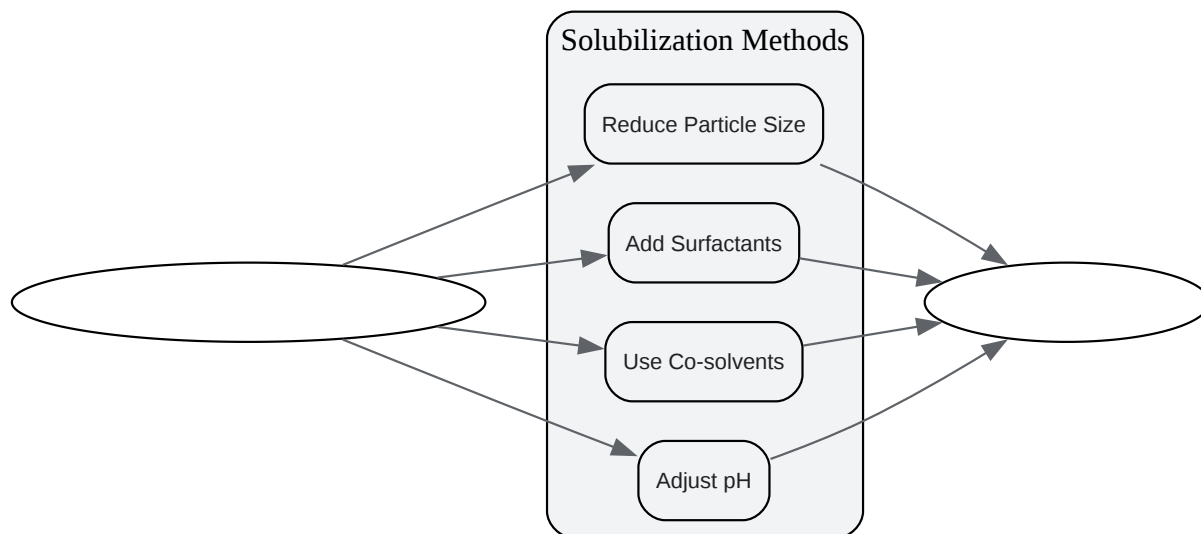 Solubilization Methods
Reduce Particle Size
Add Surfactants
Use Co-solvents
Adjust pH